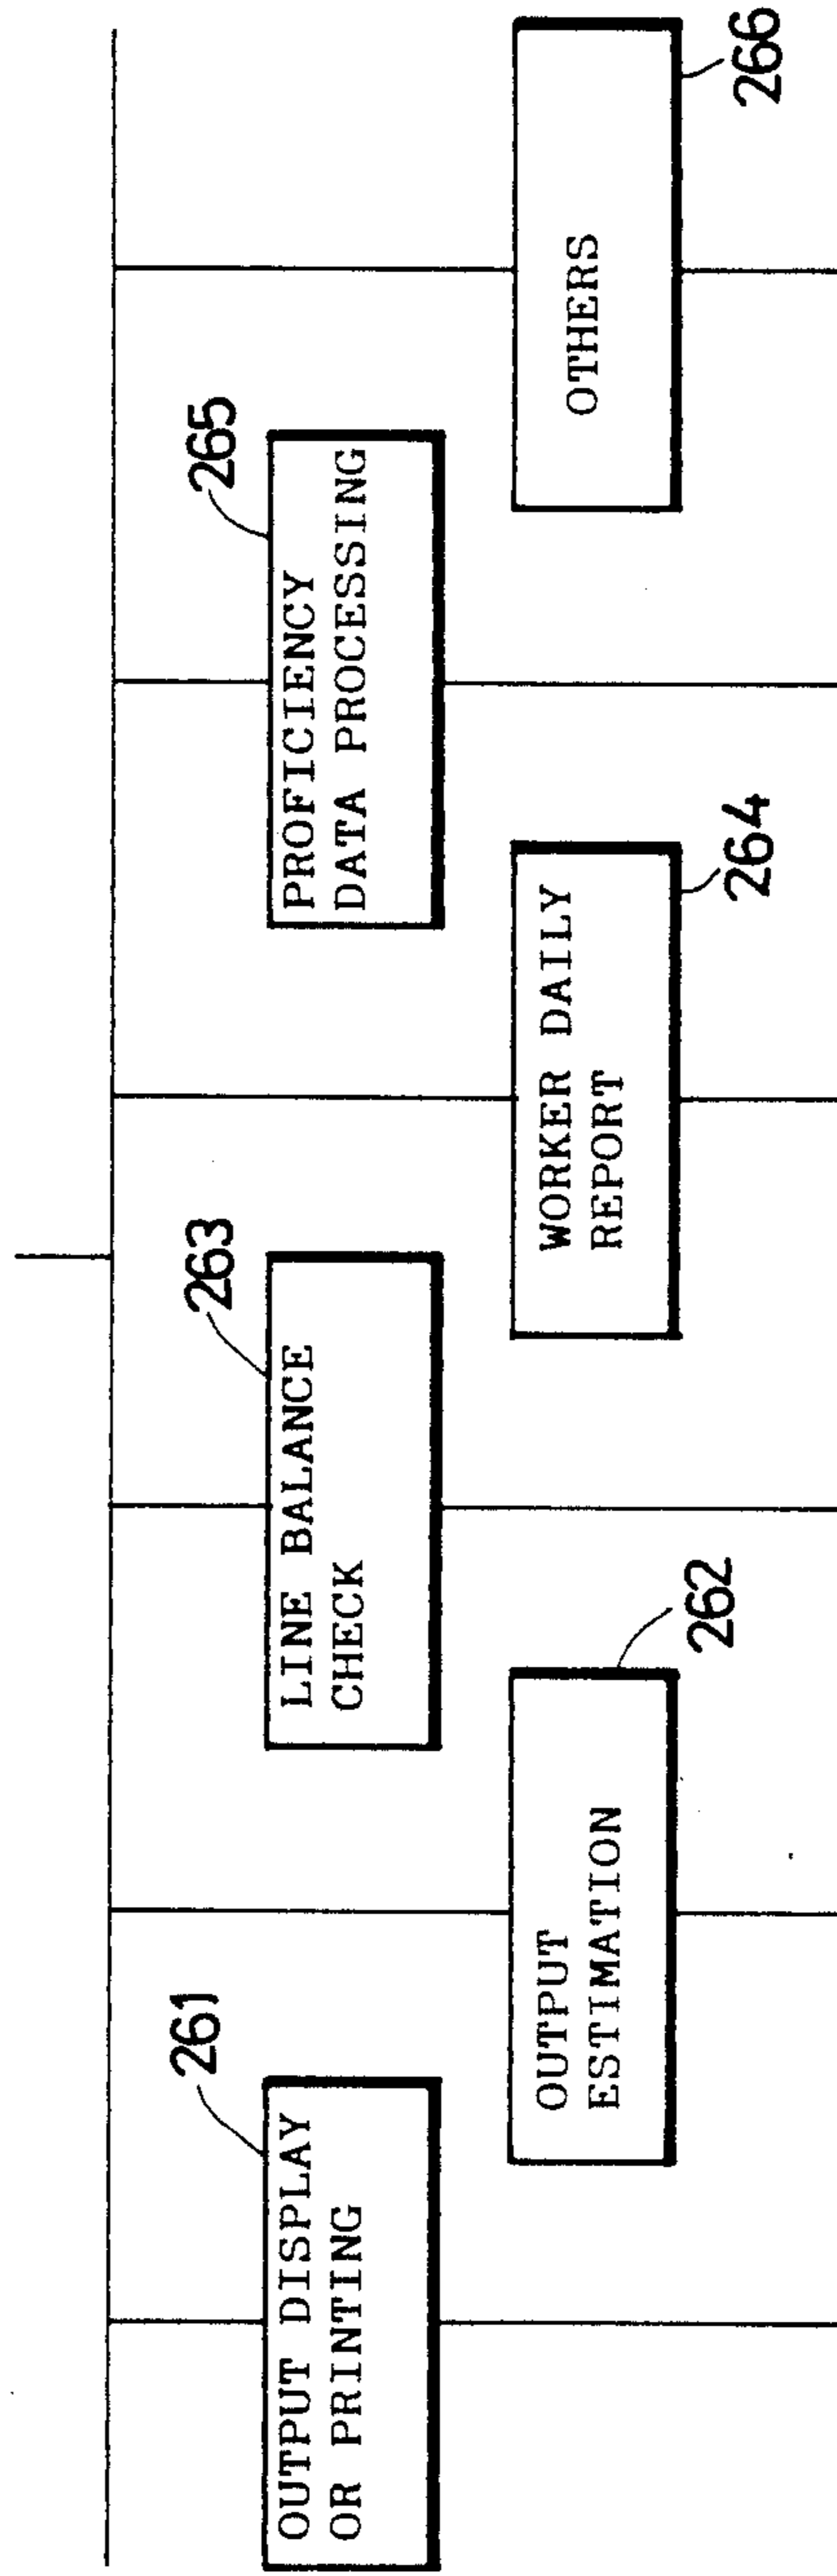 261
OUTPUT DISPLAY
OR PRINTING
262
OUTPUT
ESTIMATION
263
LINE BALANCE
CHECK
264
WORKER DAILY
REPORT
265
PROFICIENCY
DATA PROCESSING
266
OTHERS